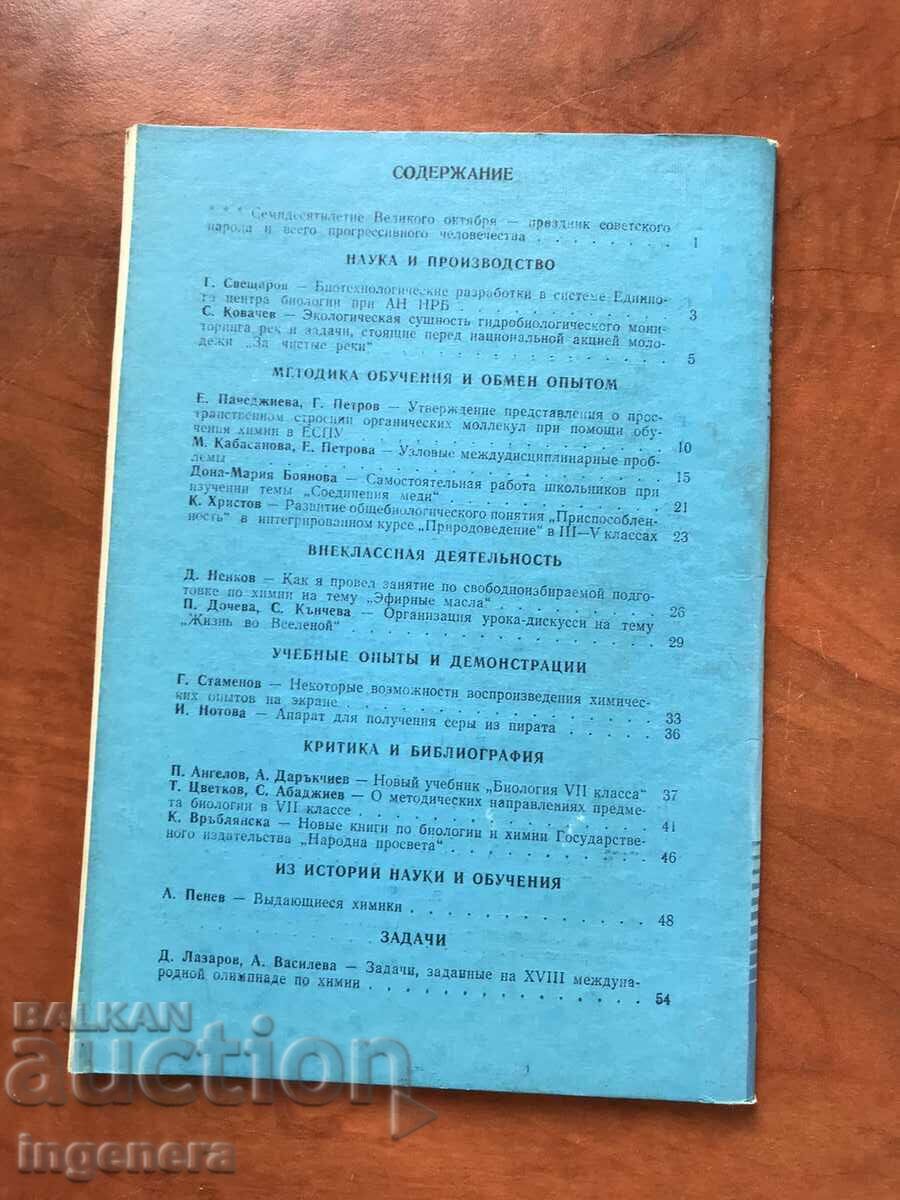 СОДЕРЖАНИЕ
* * * Семидесятилетие Великого октября — праздник советского
народа и всего прогрессивного человечества . . . . . . . . 1
НАУКА И ПРОИЗВОДСТВО
Г. Свещаров — Биотехнологические разработки в системе Единно-
го центра биологии при АН НРБ . . . . . . . . . . 3
С. Ковачев — Экологическая сущность гидробиологического мони-
торинга рек и задачи, стоящие перед национальной акцией моло-
дежи „За чистые реки“ . . . . . . . . . . . . . . 5
МЕТОДИКА ОБУЧЕНИЯ И ОБМЕН ОПЫТОМ
Е. Пачеджиева, Г. Петров — Утверждение представления о прос-
транственном строении органических моллекул при помощи обу-
чения химии в ЕСПУ . . . . . . . . . . . . . . 10
М. Кабасанова, Е. Петрова — Узловые междудисциплинарные проб-
лемы . . . . . . . . . . . . . . . . . . 15
Дона-Мария Боянова — Самостоятельная работа школьников при
изучении темы „Соединения меди“ . . . . . . . . . . 21
К. Христов — Развитие общебиологического понятия „Приспособлен-
ность“ в интегрированном курсе „Природоведение“ в III—V классах 23
ВНЕКЛАССНАЯ ДЕЯТЕЛЬНОСТЬ
Д. Ненков — Как я провел занятие по свободноизбираемой подго-
товке по химии на тему „Эфирные масла“ . . . . . . . . 26
П. Дочева, С. Кънчева — Организация урока-дискусси на тему
„Жизнь во Вселеной“ . . . . . . . . . . . . . . 29
УЧЕБНЫЕ ОПЫТЫ И ДЕМОНСТРАЦИИ
Г. Стаменов — Некоторые возможности воспроизведения химичес-
ких опытов на экране . . . . . . . . . . . . . . 33
И. Нотова — Апарат для получения серы из пирата . . . . . 36
КРИТИКА И БИБЛИОГРАФИЯ
П. Ангелов, А. Даръкчиев — Новый учебник „Биология VII класса“ 37
Т. Цветков, С. Абаджиев — О методических направлениях предме-
та биологии в VII классе . . . . . . . . . . . . . 41
К. Връблянска — Новые книги по биологии и химии Государстве-
ного издательства „Народна просвета“ . . . . . . . . . 46
ИЗ ИСТОРИИ НАУКИ И ОБУЧЕНИЯ
А. Пенев — Выдающиеся химики . . . . . . . . . . . 48
ЗАДАЧИ
Д. Лазаров, А. Василева — Задачи, заданные на XVIII междуна-
родной олимпиаде по химии . . . . . . . . . . . . 54
BALKAN
auction
ingenera